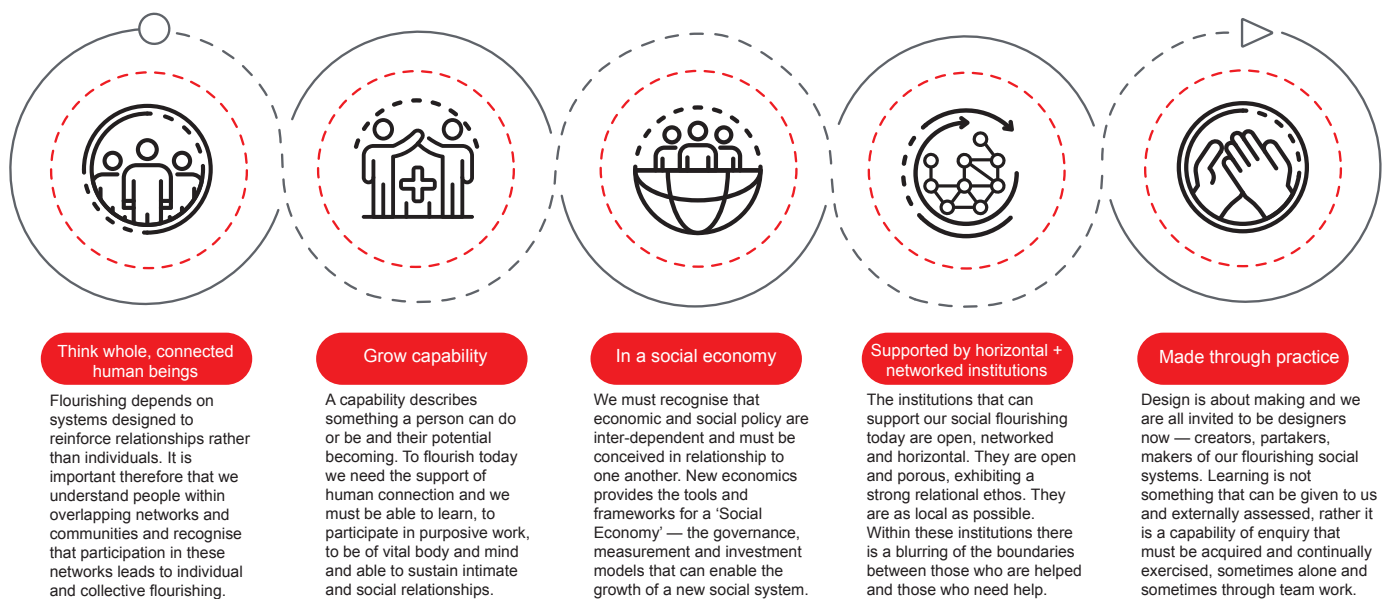 Think whole, connected
human beings
Flourishing depends on
systems designed to
reinforce relationships rather
than individuals. It is
important therefore that we
understand people within
overlapping networks and
communities and recognise
that participation in these
networks leads to individual
and collective flourishing.
Grow capability
A capability describes
something a person can do
or be and their potential
becoming. To flourish today
we need the support of
human connection and we
must be able to learn, to
participate in purposive work,
to be of vital body and mind
and able to sustain intimate
and social relationships.
In a social economy
We must recognise that
economic and social policy are
inter-dependent and must be
conceived in relationship to
one another. New economics
provides the tools and
frameworks for a ‘Social
Economy’ — the governance,
measurement and investment
models that can enable the
growth of a new social system.
Supported by horizontal +
networked institutions
The institutions that can
support our social flourishing
today are open, networked
and horizontal. They are open
and porous, exhibiting a
strong relational ethos. They
are as local as possible.
Within these institutions there
is a blurring of the boundaries
between those who are helped
and those who need help.
Made through practice
Design is about making and we
are all invited to be designers
now — creators, partakers,
makers of our flourishing social
systems. Learning is not
something that can be given to us
and externally assessed, rather it
is a capability of enquiry that
must be acquired and continually
exercised, sometimes alone and
sometimes through team work.